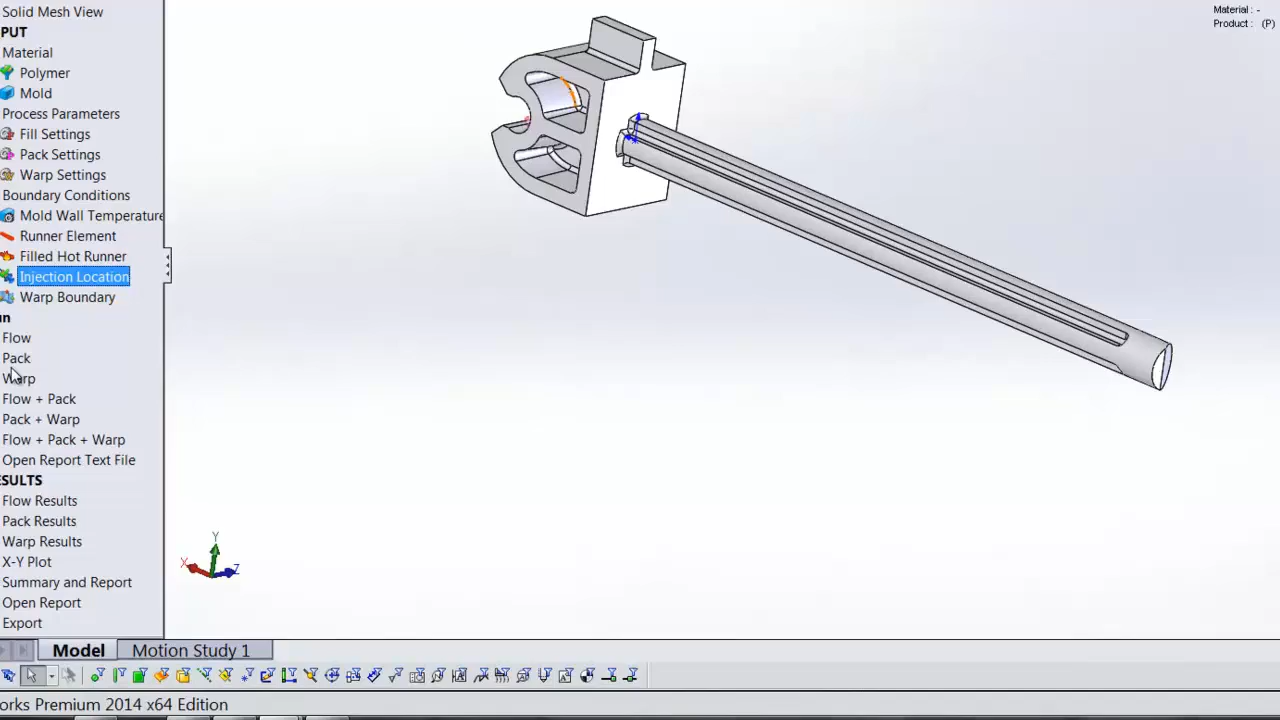 Solid Mesh View
PUT
Material
Polymer
Mold
Process Parameters
Fill Settings
Pack Settings
Warp Settings
Boundary Conditions
Mold Wall Temperature
Runner Element
Filled Hot Runner
Injection Location
Warp Boundary
un
Flow
Pack
Warp
Flow + Pack
Pack + Warp
Flow + Pack + Warp
Open Report Text File
ESULTS
Flow Results
Pack Results
Warp Results
X-Y Plot
Summary and Report
Open Report
Export
Material : -
Product : (P)
Y
X
Z
Model
Motion Study 1
orks Premium 2014 x64 Edition